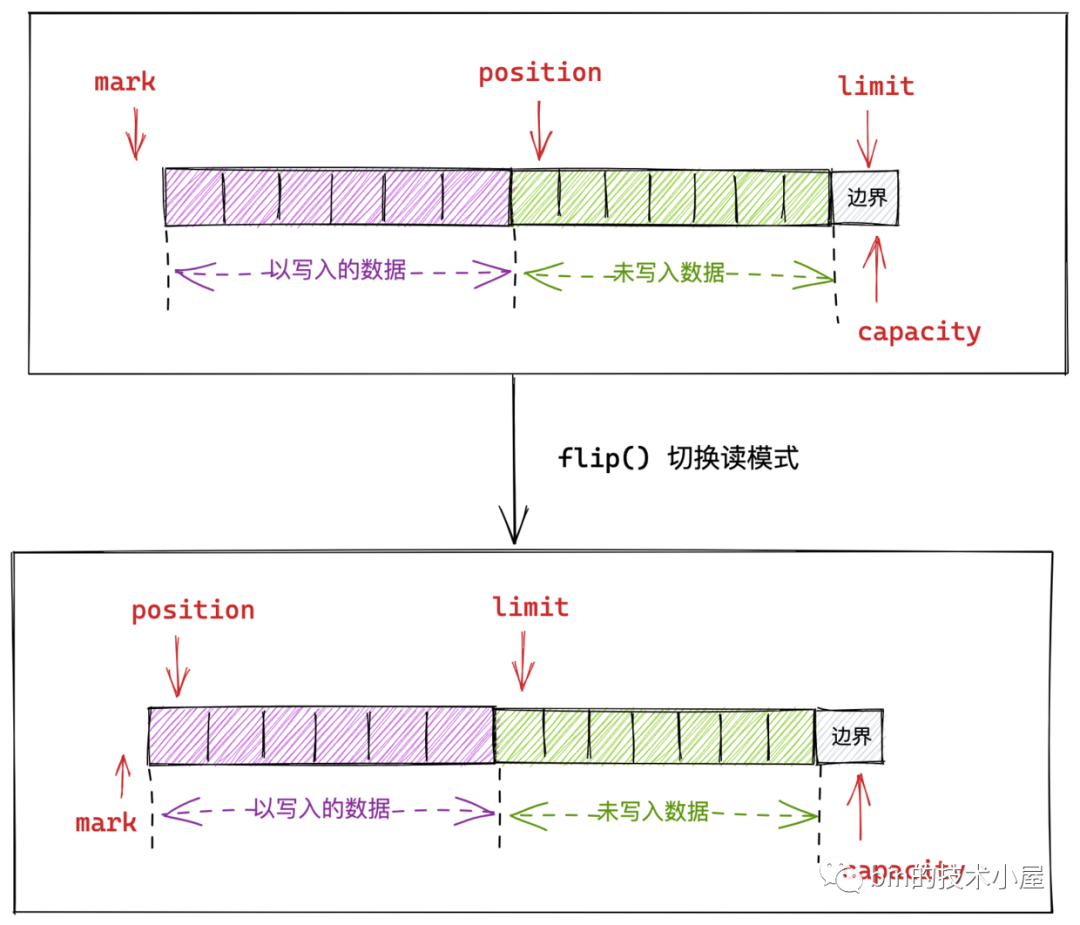 mark
position
limit
边界
以写入的数据
未写入数据
capacity
flip() 切换读模式
position
limit
边界
以写入的数据
未写入数据
mark
capacity
bin的技术小屋